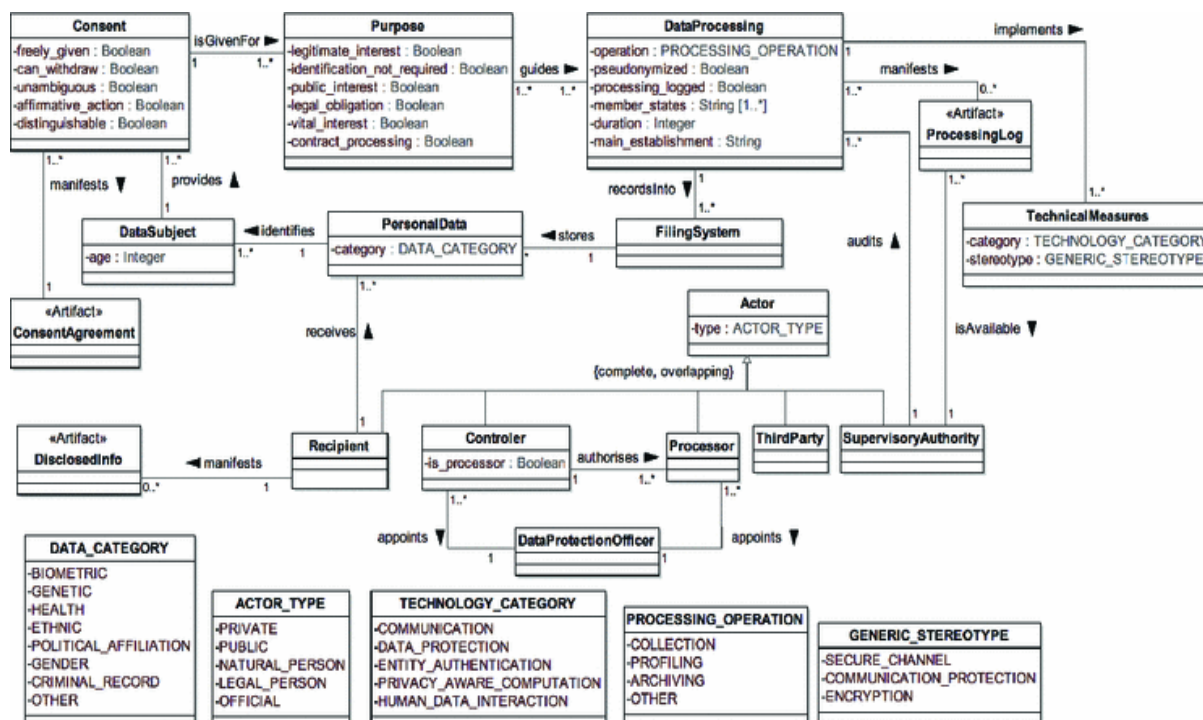 Consent
-freely_given : Boolean
-can_withdraw : Boolean
-unambiguous : Boolean
-affirmative_action : Boolean
-distinguishable : Boolean
isGivenFor
1
1..*
Purpose
-legitimate_interest : Boolean
-identification_not_required : Boolean
-public_interest : Boolean
-legal_obligation : Boolean
-vital_interest : Boolean
-contract_processing : Boolean
guides
1..*
1..*
DataProcessing
-operation : PROCESSING_OPERATION
-pseudonymized : Boolean
-processing_logged : Boolean
-member_states : String [1..*]
-duration : Integer
-main_establishment : String
implements
1
manifests
1..*
0..*
1..*
«Artifact»
ProcessingLog
1..*
1..*
manifests
1..*
provides
1
recordsInto
1
1..*
1..*
TechnicalMeasures
-category : TECHNOLOGY_CATEGORY
-stereotype : GENERIC_STEREOTYPE
DataSubject
-age : Integer
identifies
1..*
1
PersonalData
-category : DATA_CATEGORY
stores
*
1
FilingSystem
audits
1..*
1
«Artifact»
ConsentAgreement
receives
Actor
-type : ACTOR_TYPE
isAvailable
{complete, overlapping}
1
1
1
«Artifact»
DisclosedInfo
manifests
0..*
1
Recipient
Controler
-is_processor : Boolean
authorises
1
1..*
Processor
ThirdParty
SupervisoryAuthority
1..*
1..*
appoints
1
DataProtectionOfficer
1
appoints
DATA_CATEGORY
-BIOMETRIC
-GENETIC
-HEALTH
-ETHNIC
-POLITICAL_AFFILIATION
-GENDER
-CRIMINAL_RECORD
-OTHER
ACTOR_TYPE
-PRIVATE
-PUBLIC
-NATURAL_PERSON
-LEGAL_PERSON
-OFFICIAL
TECHNOLOGY_CATEGORY
-COMMUNICATION
-DATA_PROTECTION
-ENTITY_AUTHENTICATION
-PRIVACY_AWARE_COMPUTATION
-HUMAN_DATA_INTERACTION
PROCESSING_OPERATION
-COLLECTION
-PROFILING
-ARCHIVING
-OTHER
GENERIC_STEREOTYPE
-SECURE_CHANNEL
-COMMUNICATION_PROTECTION
-ENCRYPTION